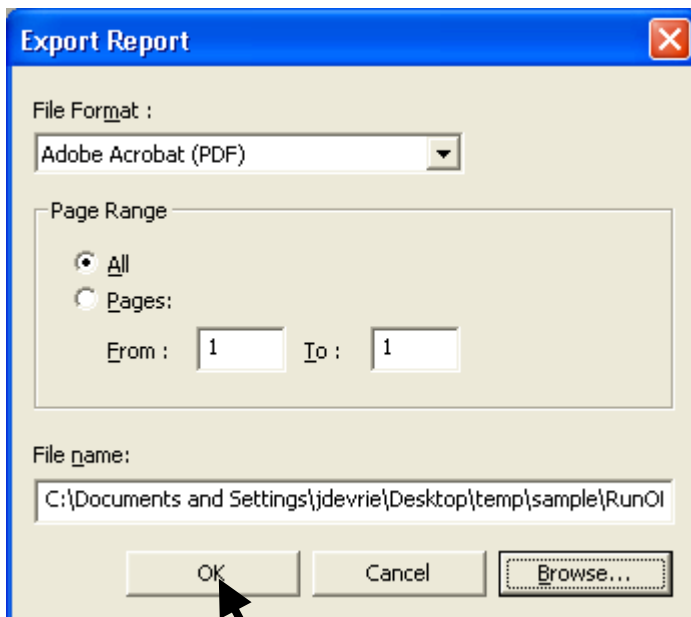 Export Report
File Format :
Adobe Acrobat (PDF)
Page Range
All
Pages:
From : 1 To : 1
File name:
C:\Documents and Settings\jdevrie\Desktop\temp\sample\RunOl
OK Cancel Browse...